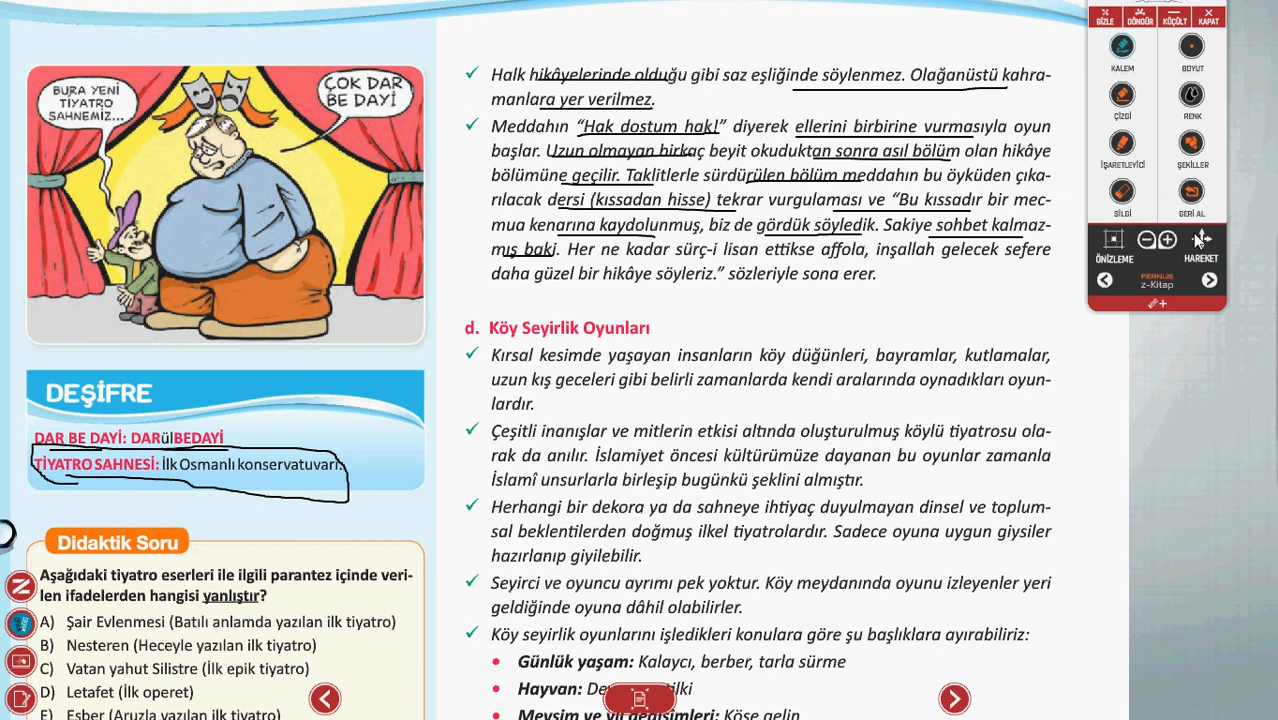 BURA YENİ
TİYATRO
SAHNEMİZ...
ÇOK DAR
BE DAYİ
DEŞİFRE
DAR BE DAYİ: DARülBEDAYİ
TİYATRO SAHNESİ: İlk Osmanlı konservatuvarı.
Didaktik Soru
Aşağıdaki tiyatro eserleri ile ilgili parantez içinde veri-
len ifadelerden hangisi yanlıştır?
A) Şair Evlenmesi (Batılı anlamda yazılan ilk tiyatro)
B) Nesteren (Heceyle yazılan ilk tiyatro)
C) Vatan yahut Silistre (İlk epik tiyatro)
D) Letafet (İlk operet)
E) Eşber (Aruzla yazılan ilk tiyatro)
✓ Halk hikâyelerinde olduğu gibi saz eşliğinde söylenmez. Olağanüstü kahra-
manlara yer verilmez.
✓ Meddahın “Hak dostum hak!” diyerek ellerini birbirine vurmasıyla oyun
başlar. Uzun olmayan birkaç beyit okuduktan sonra asıl bölüm olan hikâye
bölümüne geçilir. Taklitlerle sürdürülen bölüm meddahın bu öyküden çıka-
rılacak dersi (kıssadan hisse) tekrar vurgulaması ve “Bu kıssadır bir mec-
mua kenarına kaydolunmuş, biz de gördük söyledik. Sakiye sohbet kalmaz-
mış baki. Her ne kadar sürç-i lisan ettikse affola, inşallah gelecek sefere
daha güzel bir hikâye söyleriz.” sözleriyle sona erer.
d. Köy Seyirlik Oyunları
✓ Kırsal kesimde yaşayan insanların köy düğünleri, bayramlar, kutlamalar,
uzun kış geceleri gibi belirli zamanlarda kendi aralarında oynadıkları oyun-
lardır.
✓ Çeşitli inanışlar ve mitlerin etkisi altında oluşturulmuş köylü tiyatrosu ola-
rak da anılır. İslamiyet öncesi kültürümüze dayanan bu oyunlar zamanla
İslamî unsurlarla birleşip bugünkü şeklini almıştır.
✓ Herhangi bir dekora ya da sahneye ihtiyaç duyulmayan dinsel ve toplum-
sal beklentilerden doğmuş ilkel tiyatrolardır. Sadece oyuna uygun giysiler
hazırlanıp giyilebilir.
✓ Seyirci ve oyuncu ayrımı pek yoktur. Köy meydanında oyunu izleyenler yeri
geldiğinde oyuna dâhil olabilirler.
✓ Köy seyirlik oyunlarını işledikleri konulara göre şu başlıklara ayırabiliriz:
• Günlük yaşam: Kalaycı, berber, tarla sürme
• Hayvan: tilki
• Mevsim ve yıl değişimleri: Köse gelin
GİZLE DÖNDÜR KÜÇÜLT KAPAT
KALEM BOYUT
ÇİZGİ RENK
İŞARETLEYİCİ ŞEKİLLER
SİLGİ GERİ AL
ÖNİZLEME HAREKET
FERNUS
z-Kitap